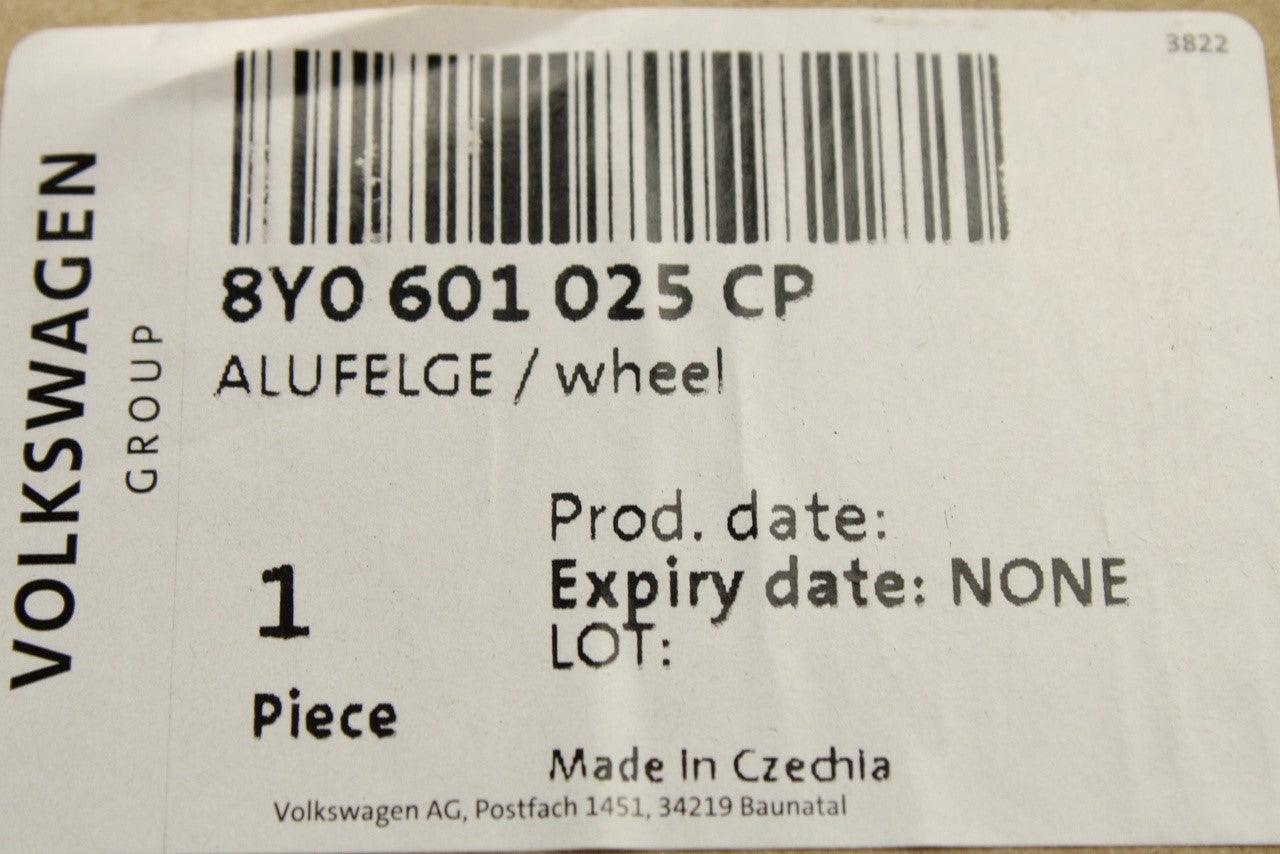 3822
VOLKSWAGEN
GROUP
8Y0 601 025 CP
ALUFELGE / wheel
Prod. date:
Expiry date: NONE
LOT:
1
Piece
Made in Czechia
Volkswagen AG, Postfach 1451, 34219 Baunatal